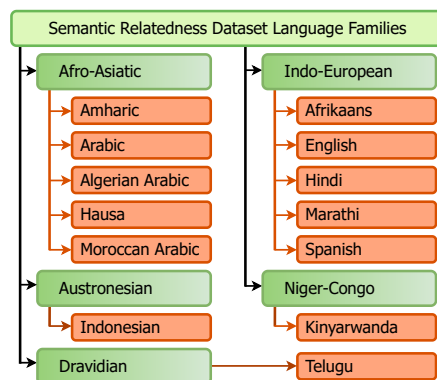 Semantic Relatedness Dataset Language Families
Afro-Asiatic
Amharic
Arabic
Algerian Arabic
Hausa
Moroccan Arabic
Austronesian
Indonesian
Dravidian
Telugu
Indo-European
Afrikaans
English
Hindi
Marathi
Spanish
Niger-Congo
Kinyarwanda